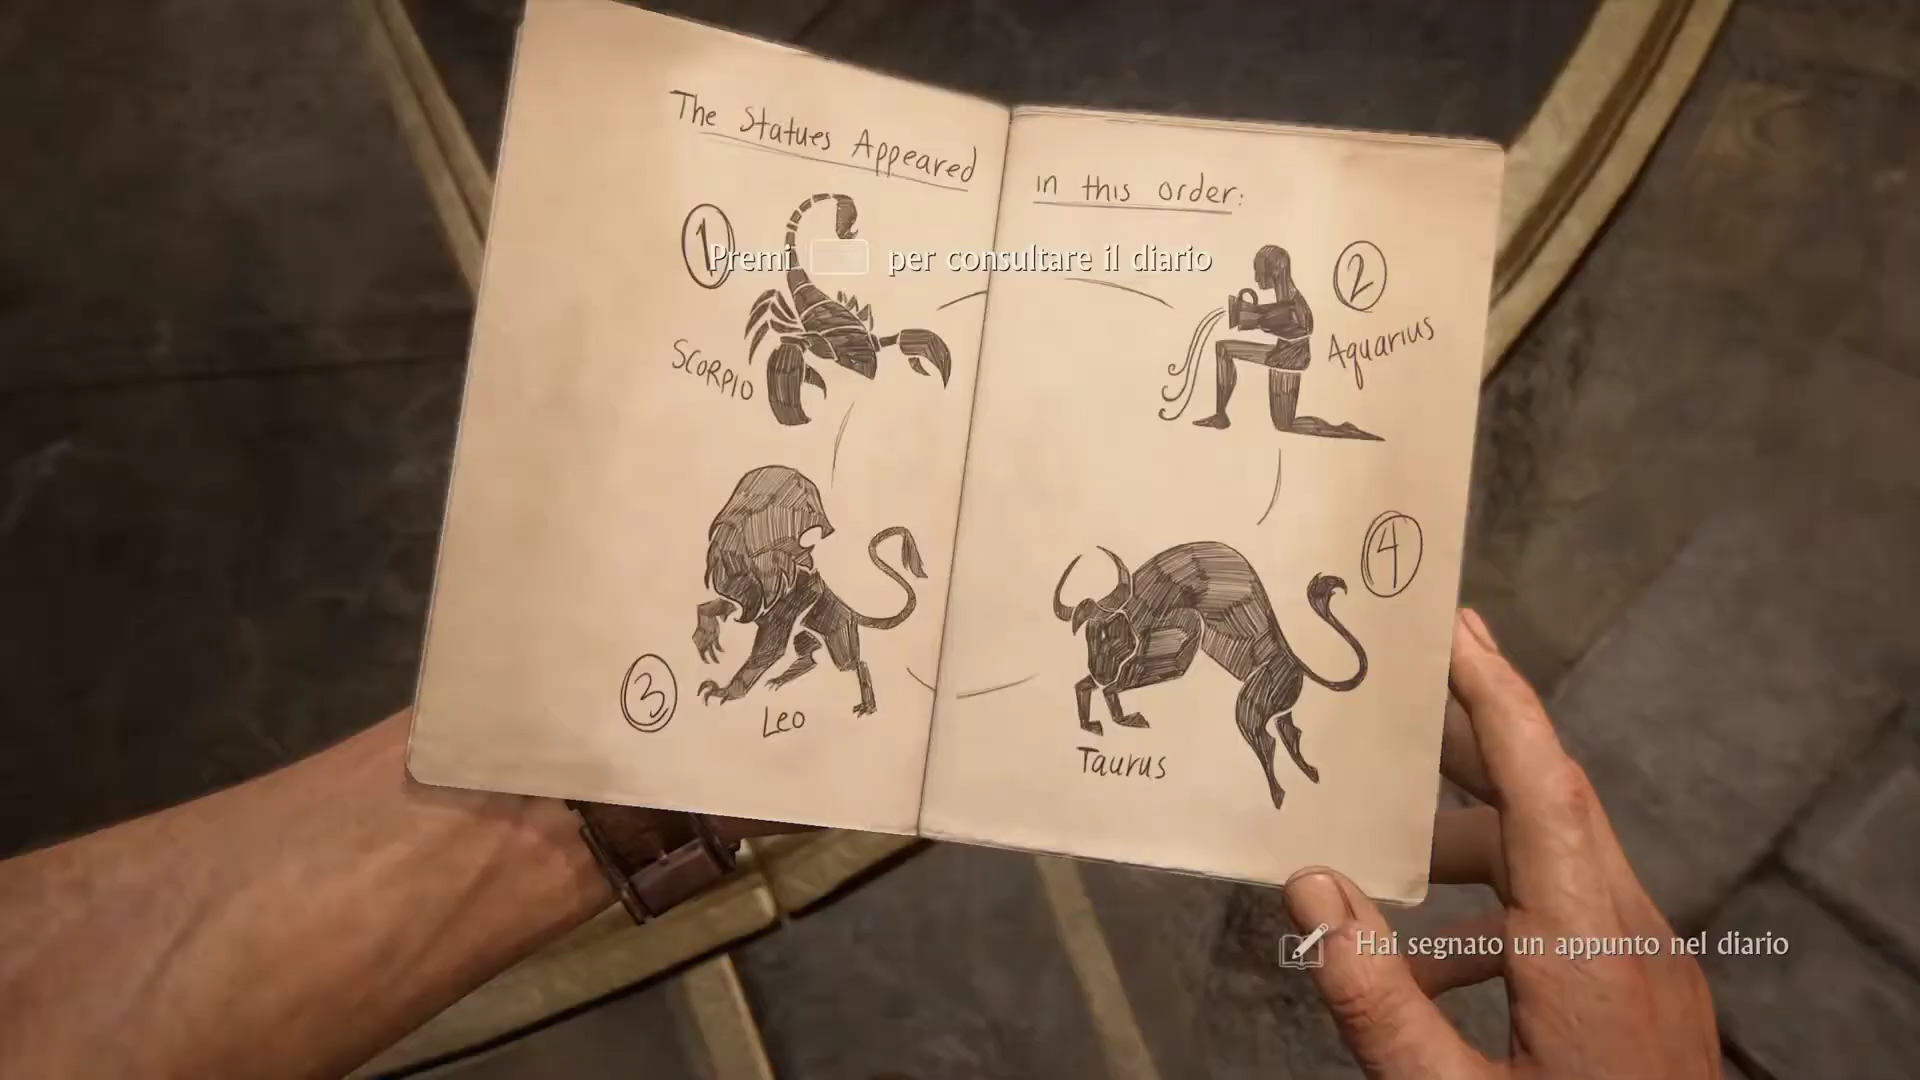 The Statues Appeared
in this order:
1
Premi per consultare il diario
2
SCORPIO
Aquarius
3
Leo
4
Taurus
Hai segnato un appunto nel diario